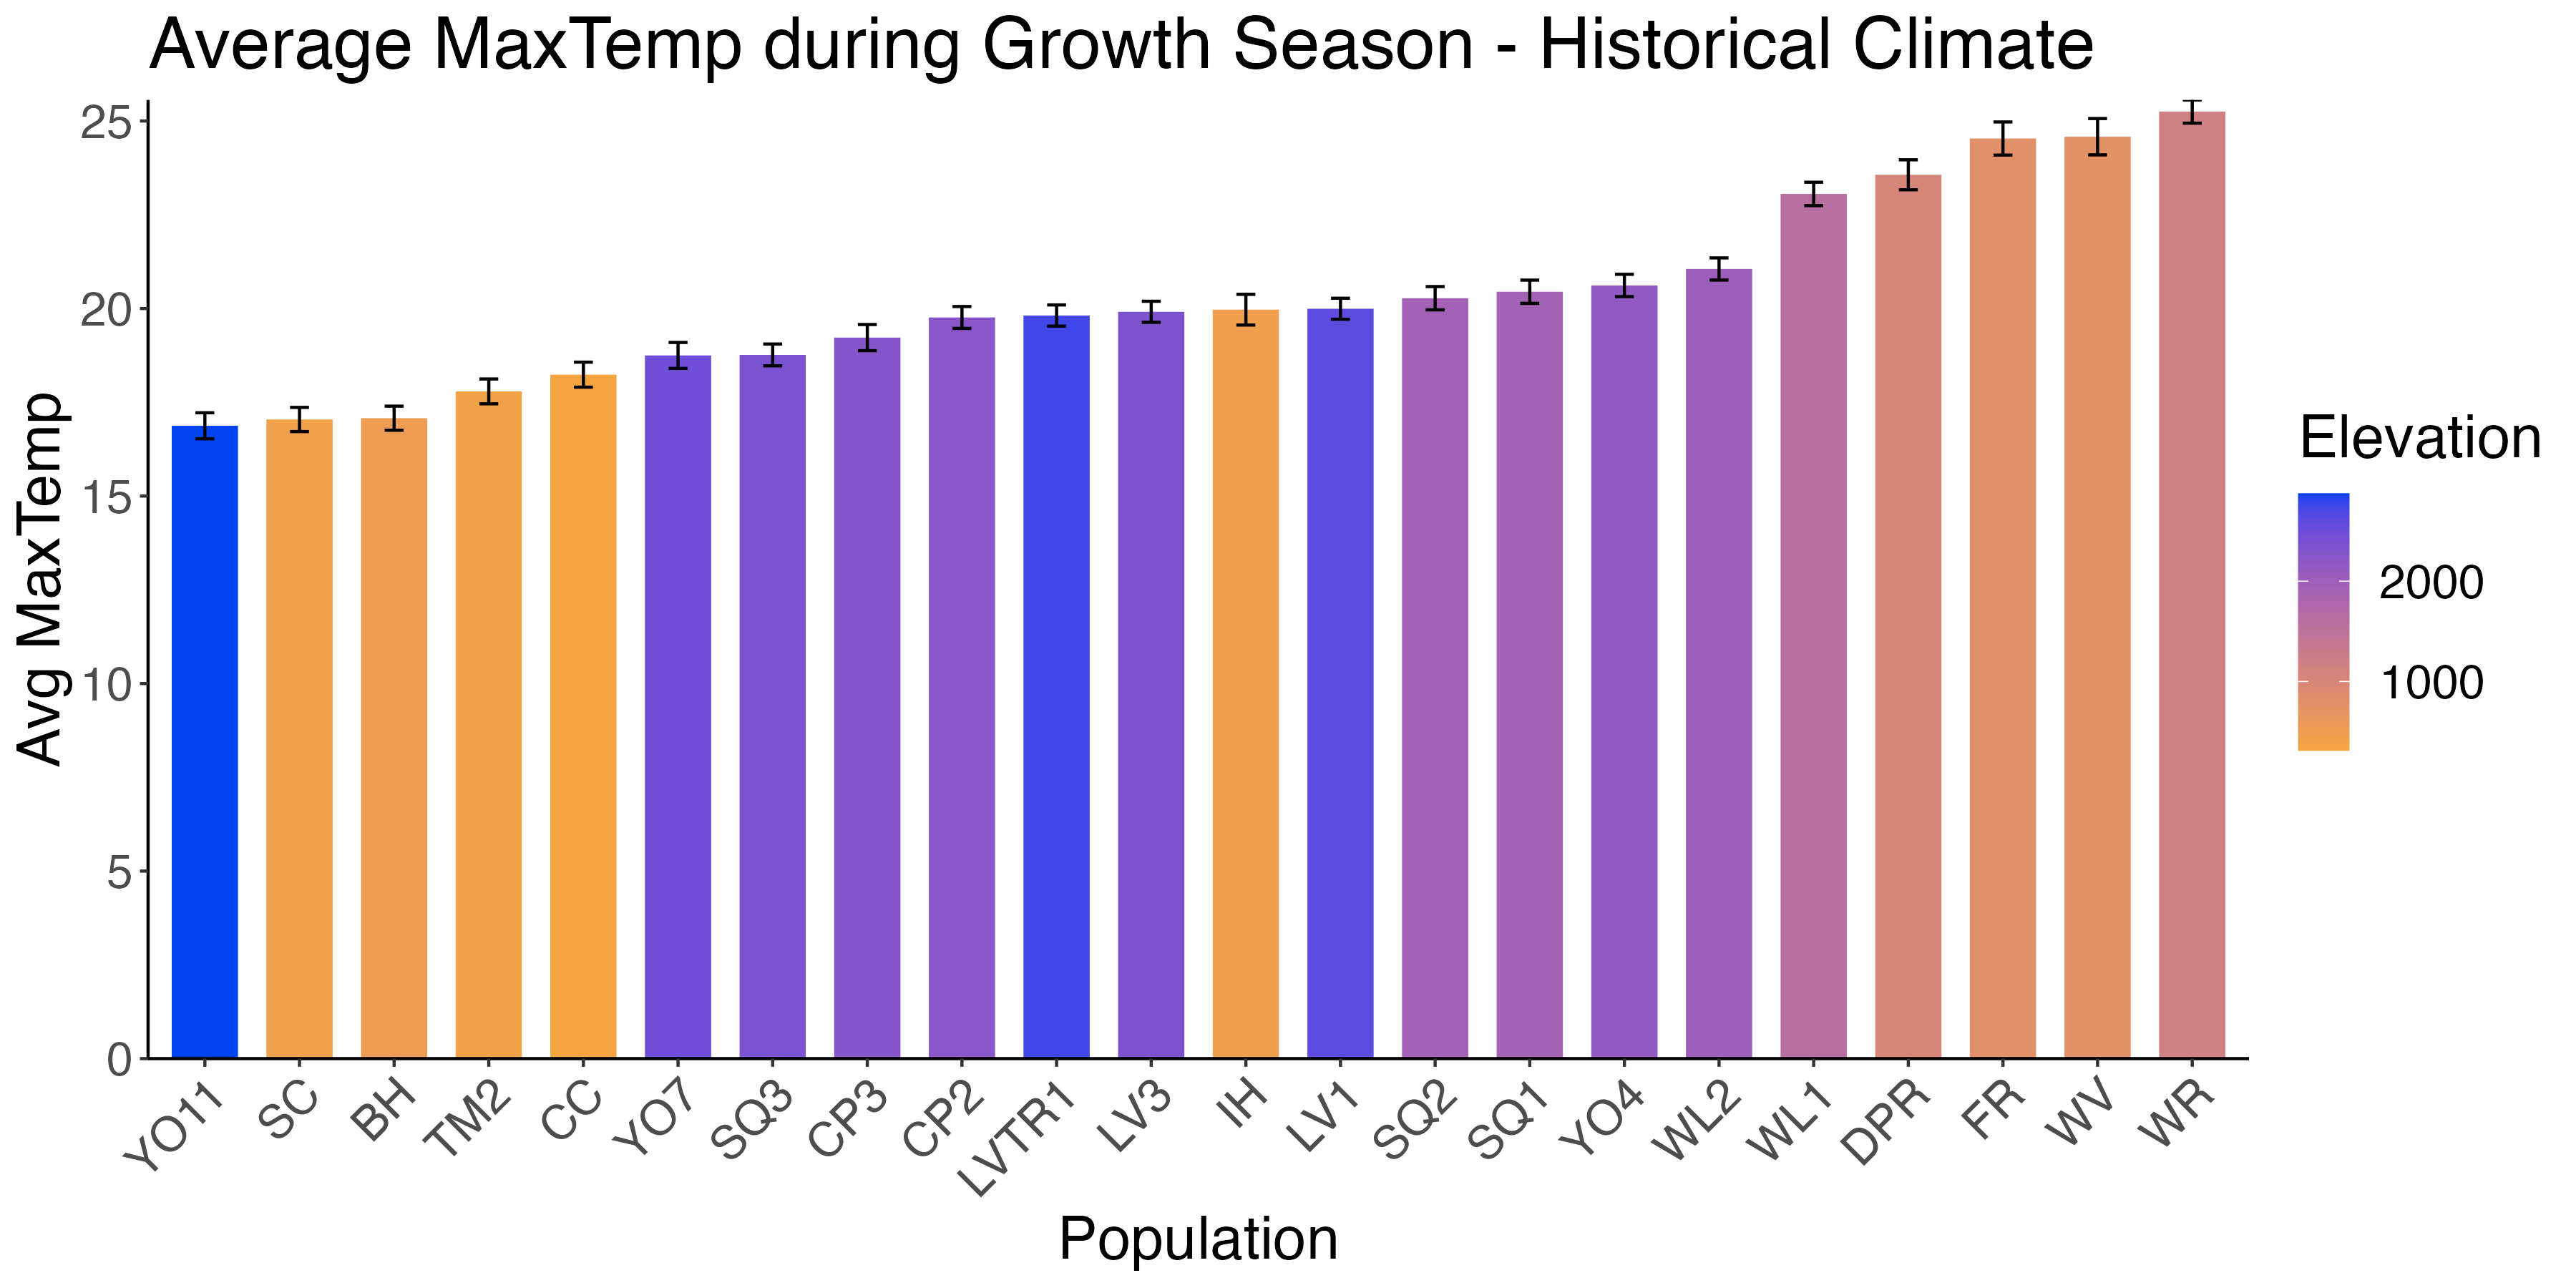 Average MaxTemp during Growth Season - Historical Climate
Avg MaxTemp
25
20
15
10
5
0
YO11 SC BH TM2 CC YO7 SQ3 CP3 CP2 LVTR1 LV3 IH LV1 SQ2 SQ1 YO4 WL2 WL1 DPR FR WV WR
Population
Elevation
2000
1000